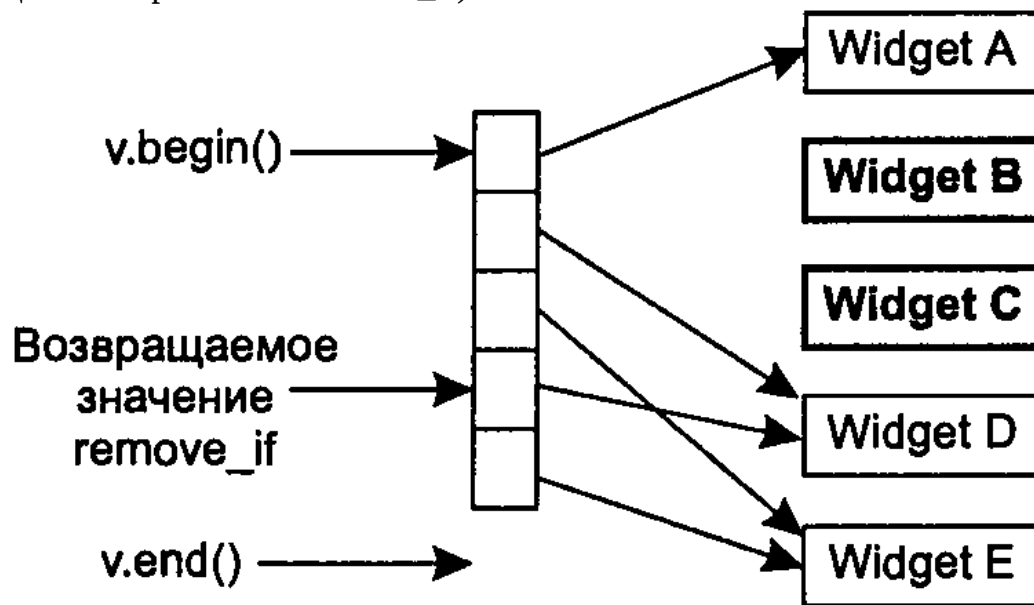 Widget A
v.begin()
Widget B
Widget C
Возвращаемое
значение
remove_if
Widget D
v.end()
Widget E